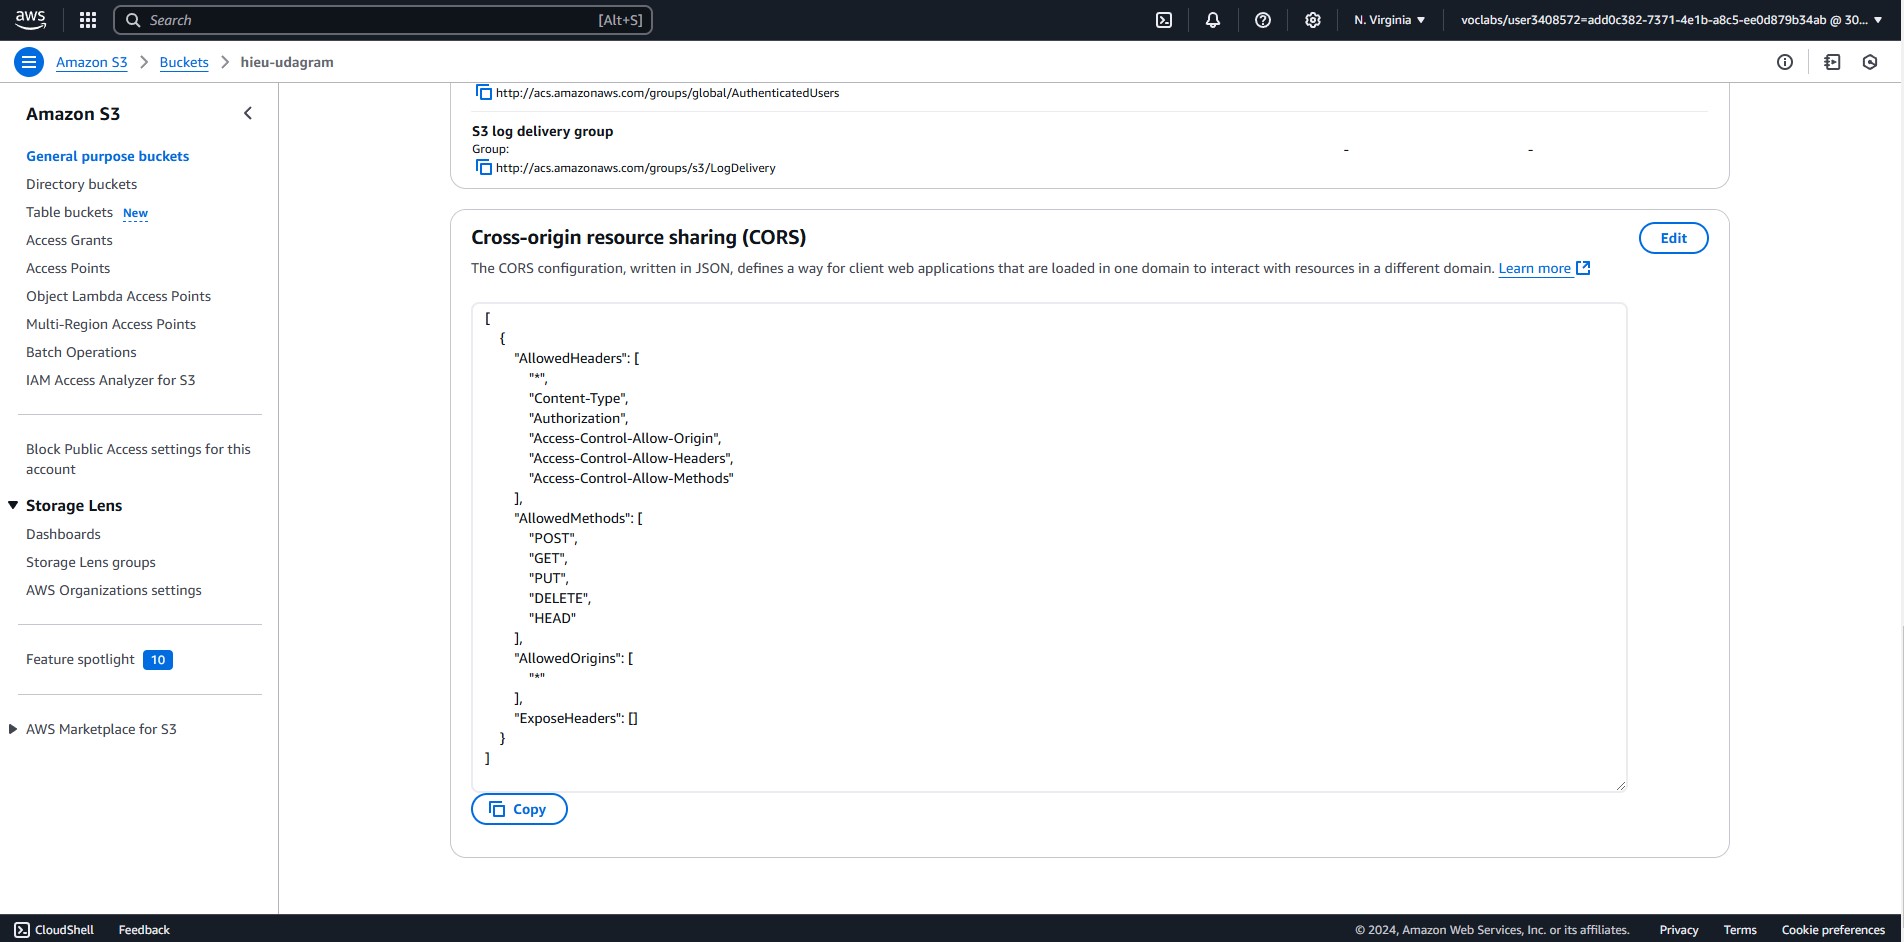 aws
Search [Alt+S]
N. Virginia
voclabs/user3408572=add0c382-7371-4e1b-a8c5-ee0d879b34ab @ 30...
Amazon S3
Buckets
hieu-udagram
Amazon S3
General purpose buckets
Directory buckets
Table buckets New
Access Grants
Access Points
Object Lambda Access Points
Multi-Region Access Points
Batch Operations
IAM Access Analyzer for S3
Block Public Access settings for this
account
Storage Lens
Dashboards
Storage Lens groups
AWS Organizations settings
Feature spotlight 10
AWS Marketplace for S3
http://acs.amazonaws.com/groups/global/AuthenticatedUsers
S3 log delivery group
Group: - -
http://acs.amazonaws.com/groups/s3/LogDelivery
Cross-origin resource sharing (CORS)
Edit
The CORS configuration, written in JSON, defines a way for client web applications that are loaded in one domain to interact with resources in a different domain. Learn more
[
{
"AllowedHeaders": [
"*",
"Content-Type",
"Authorization",
"Access-Control-Allow-Origin",
"Access-Control-Allow-Headers",
"Access-Control-Allow-Methods"
],
"AllowedMethods": [
"POST",
"GET",
"PUT",
"DELETE",
"HEAD"
],
"AllowedOrigins": [
"*"
],
"ExposeHeaders": []
}
]
Copy
CloudShell
Feedback
© 2024, Amazon Web Services, Inc. or its affiliates.
Privacy
Terms
Cookie preferences